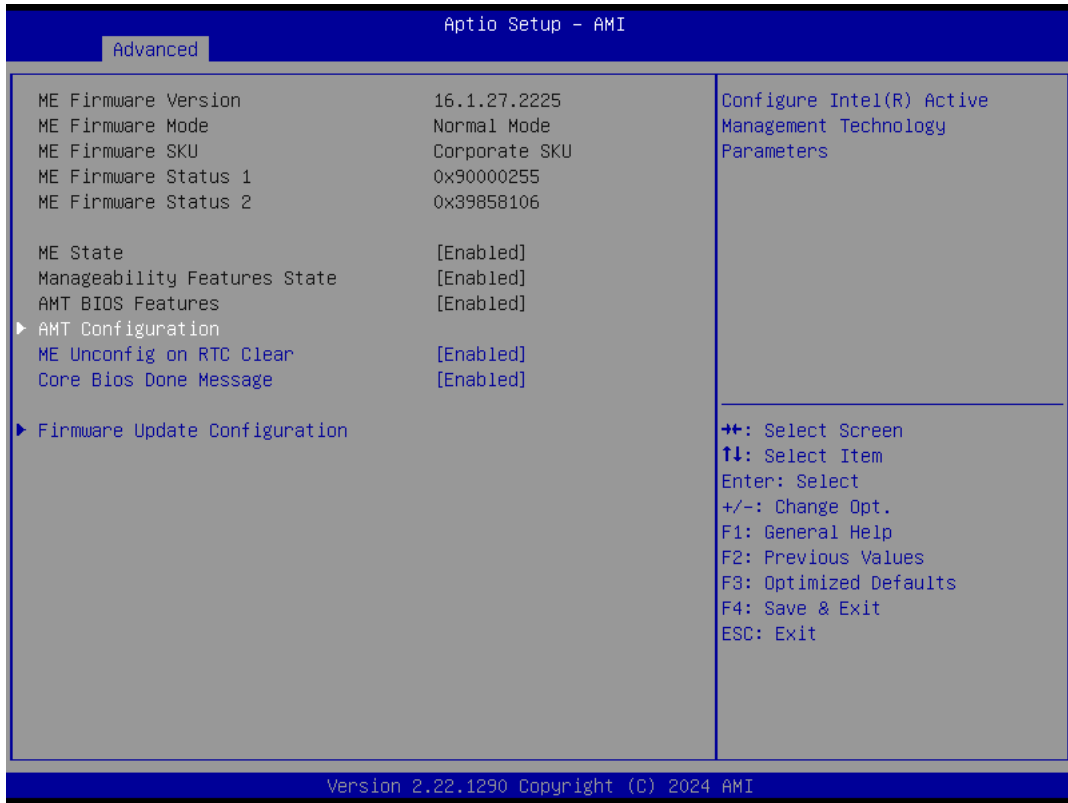 Aptio Setup – AMI
Advanced
ME Firmware Version 16.1.27.2225
ME Firmware Mode Normal Mode
ME Firmware SKU Corporate SKU
ME Firmware Status 1 0x90000255
ME Firmware Status 2 0x39858106
ME State [Enabled]
Manageability Features State [Enabled]
AMT BIOS Features [Enabled]
▶ AMT Configuration
ME Unconfig on RTC Clear [Enabled]
Core Bios Done Message [Enabled]
▶ Firmware Update Configuration
Configure Intel(R) Active
Management Technology
Parameters
→←: Select Screen
↑↓: Select Item
Enter: Select
+/-: Change Opt.
F1: General Help
F2: Previous Values
F3: Optimized Defaults
F4: Save & Exit
ESC: Exit
Version 2.22.1290 Copyright (C) 2024 AMI